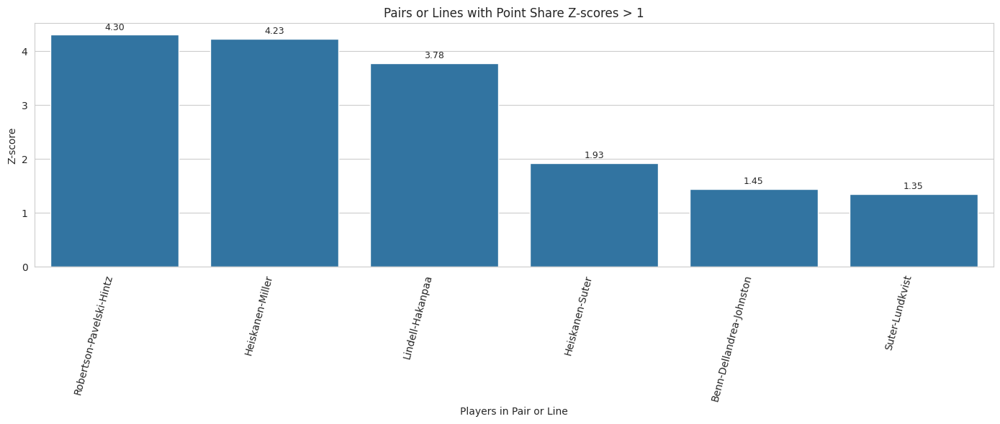 Pairs or Lines with Point Share Z-scores > 1
4.30
4.23
3.78
1.93
1.45
1.35
Z-score
4
3
2
1
0
Robertson-Pavelski-Hintz
Heiskanen-Miller
Lindell-Hakanpaa
Heiskanen-Suter
Benn-Dellandrea-Johnston
Suter-Lundkvist
Players in Pair or Line